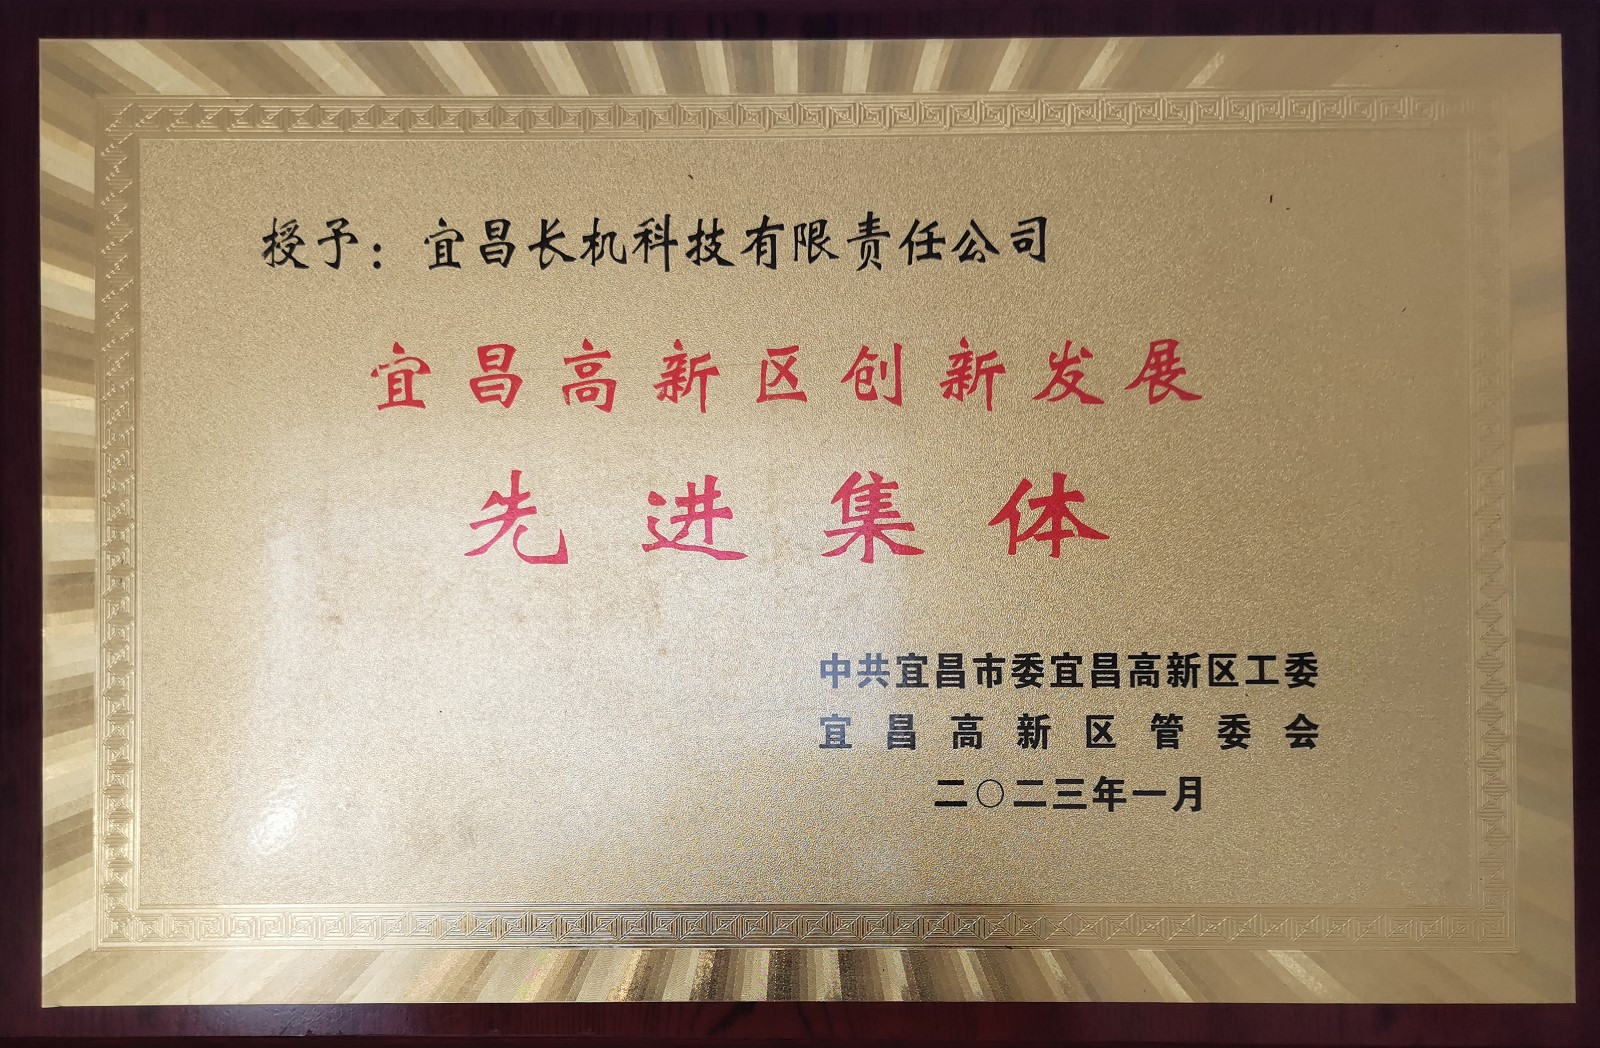 授予：宜昌长机科技有限责任公司
宜昌高新区创新发展
先进集体
中共宜昌市委宜昌高新区工委
宜昌高新区管委会
二〇二三年一月